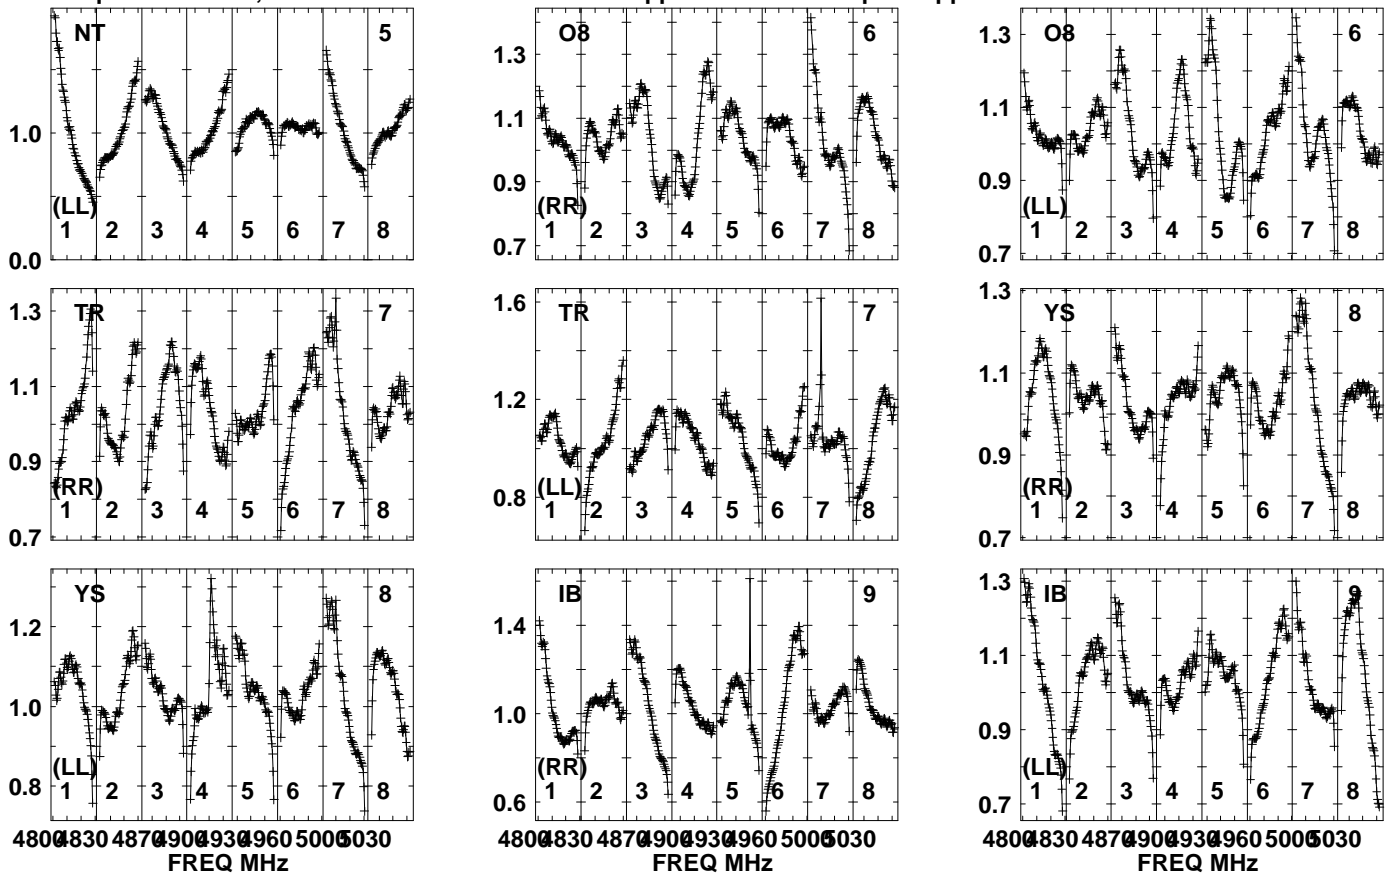 NT 5
1.0
(LL)
1 2 3 4 5 6 7 8
0.0
O8 6
1.3
1.1
0.9
(RR)
1 2 3 4 5 6 7 8
0.7
O8 6
1.3
1.1
0.9
(LL)
1 2 3 4 5 6 7 8
0.7
TR 7
1.3
1.1
0.9
(RR)
1 2 3 4 5 6 7 8
0.7
TR 7
1.6
1.2
(LL)
0.8
1 2 3 4 5 6 7 8
YS 8
1.3
1.1
0.9
(RR)
1 2 3 4 5 6 7 8
0.7
YS 8
1.2
1.0
(LL)
0.8
1 2 3 4 5 6 7 8
4800 4830 4870 4900 4930 4960 5000 5030
FREQ MHz
IB 9
1.4
1.0
(RR)
0.6
1 2 3 4 5 6 7 8
4800 4830 4870 4900 4930 4960 5000 5030
FREQ MHz
IB 9
1.3
1.1
0.9
(LL)
0.7
1 2 3 4 5 6 7 8
4800 4830 4870 4900 4930 4960 5000 5030
FREQ MHz